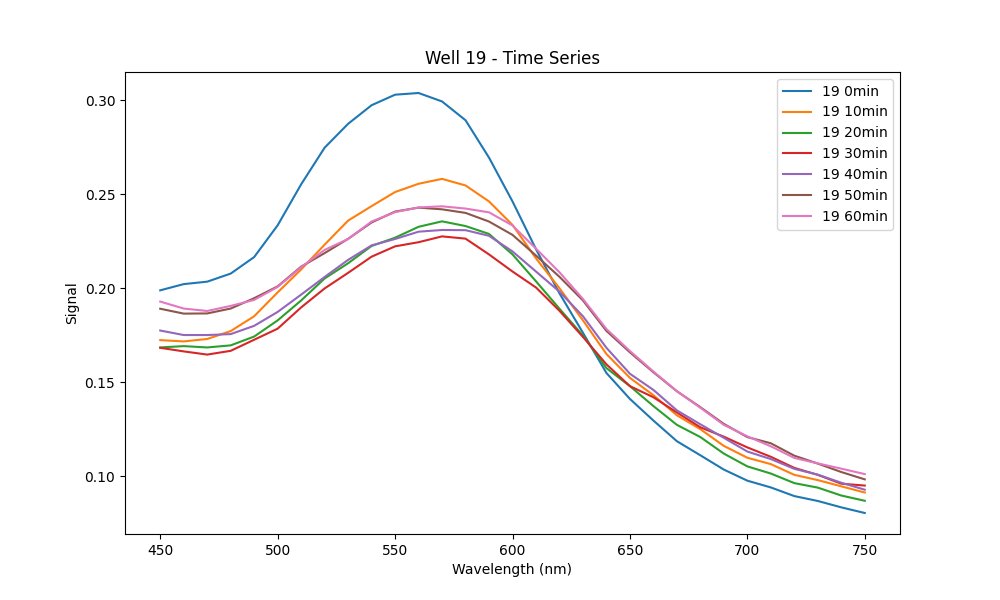 Well 19 - Time Series
Signal
0.30
0.25
0.20
0.15
0.10
19 0min
19 10min
19 20min
19 30min
19 40min
19 50min
19 60min
450 500 550 600 650 700 750
Wavelength (nm)